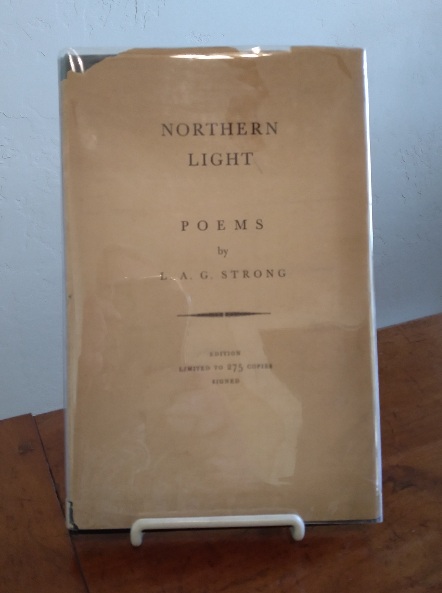 NORTHERN
LIGHT
POEMS
by
L. A. G. STRONG
EDITION
LIMITED TO 275 COPIES
SIGNED